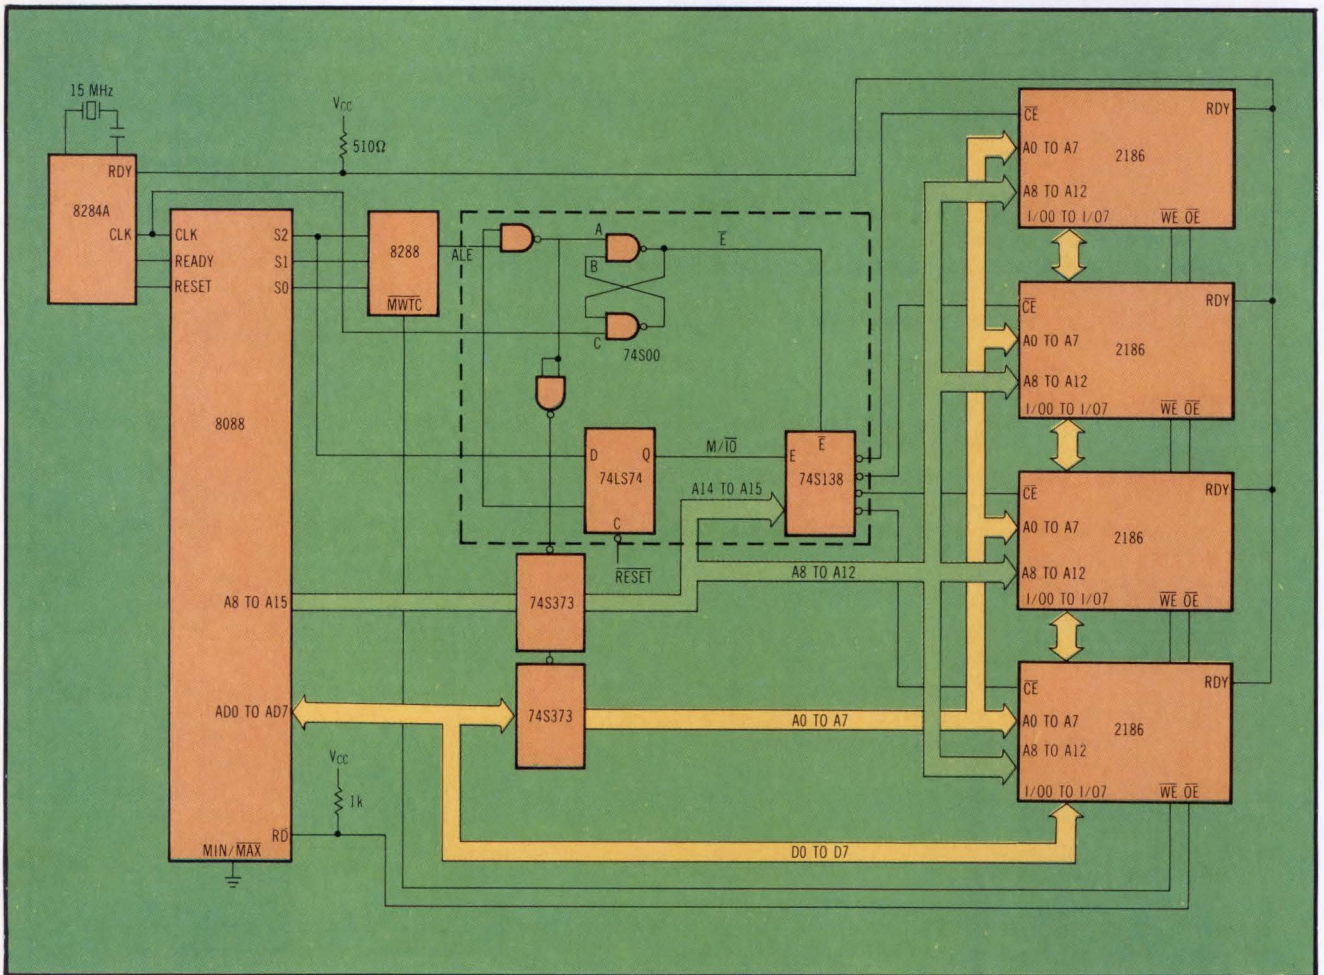 15 MHz
VCC
510Ω
RDY
8284A
CLK
CLK
READY
RESET
S2
S1
S0
8288
MWTC
ALE
A
B
E̅
C
74S00
8088
D
Q
74LS74
C
RESET
M/IO
E
E̅
74S138
A14 TO A15
A8 TO A15
74S373
A8 TO A12
AD0 TO AD7
74S373
A0 TO A7
VCC
1k
RD
MIN/MAX
D0 TO D7
CE
RDY
A0 TO A7
2186
A8 TO A12
I/O0 TO I/O7
WE OE
CE
RDY
A0 TO A7
2186
A8 TO A12
I/O0 TO I/O7
WE OE
CE
RDY
A0 TO A7
2186
A8 TO A12
I/O0 TO I/O7
WE OE
CE
RDY
A0 TO A7
2186
A8 TO A12
I/O0 TO I/O7
WE OE